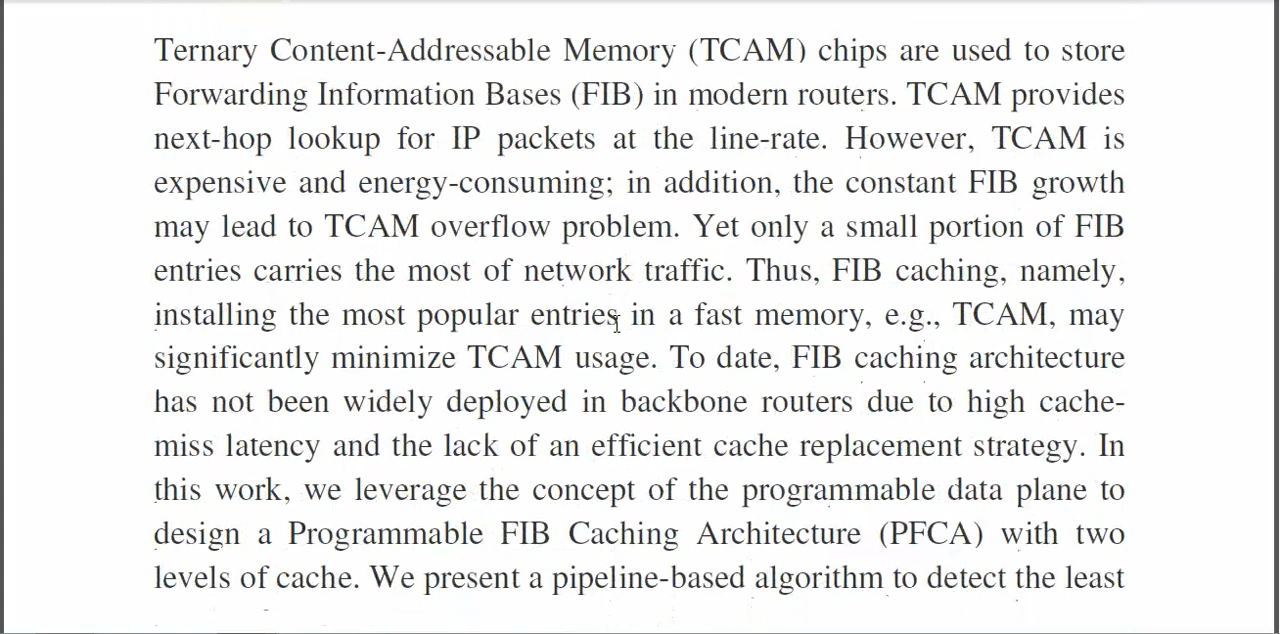 Ternary Content-Addressable Memory (TCAM) chips are used to store
Forwarding Information Bases (FIB) in modern routers. TCAM provides
next-hop lookup for IP packets at the line-rate. However, TCAM is
expensive and energy-consuming; in addition, the constant FIB growth
may lead to TCAM overflow problem. Yet only a small portion of FIB
entries carries the most of network traffic. Thus, FIB caching, namely,
installing the most popular entries in a fast memory, e.g., TCAM, may
significantly minimize TCAM usage. To date, FIB caching architecture
has not been widely deployed in backbone routers due to high cache-
miss latency and the lack of an efficient cache replacement strategy. In
this work, we leverage the concept of the programmable data plane to
design a Programmable FIB Caching Architecture (PFCA) with two
levels of cache. We present a pipeline-based algorithm to detect the least